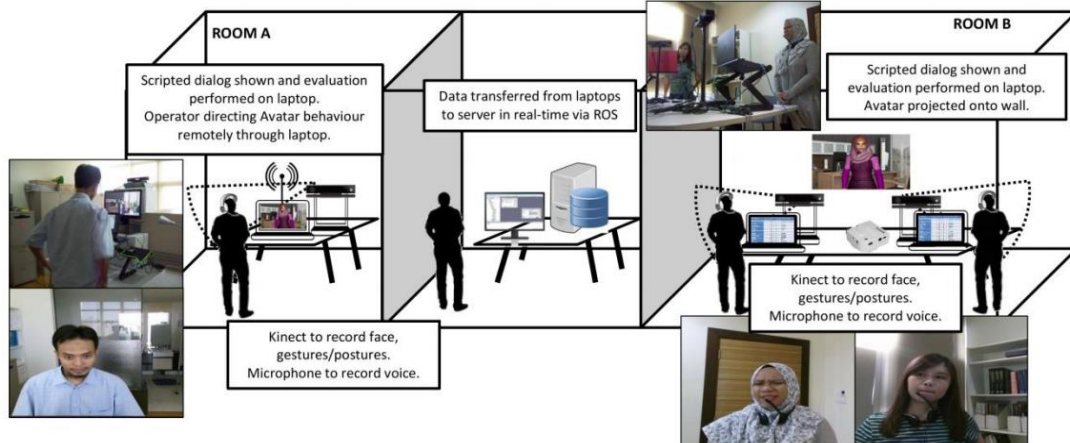 ROOM A
Scripted dialog shown and evaluation
performed on laptop.
Operator directing Avatar behaviour
remotely through laptop.
Kinect to record face,
gestures/postures.
Microphone to record voice.
Data transferred from laptops
to server in real-time via ROS
ROOM B
Scripted dialog shown and
evaluation performed on laptop.
Avatar projected onto wall.
Kinect to record face,
gestures/postures.
Microphone to record voice.